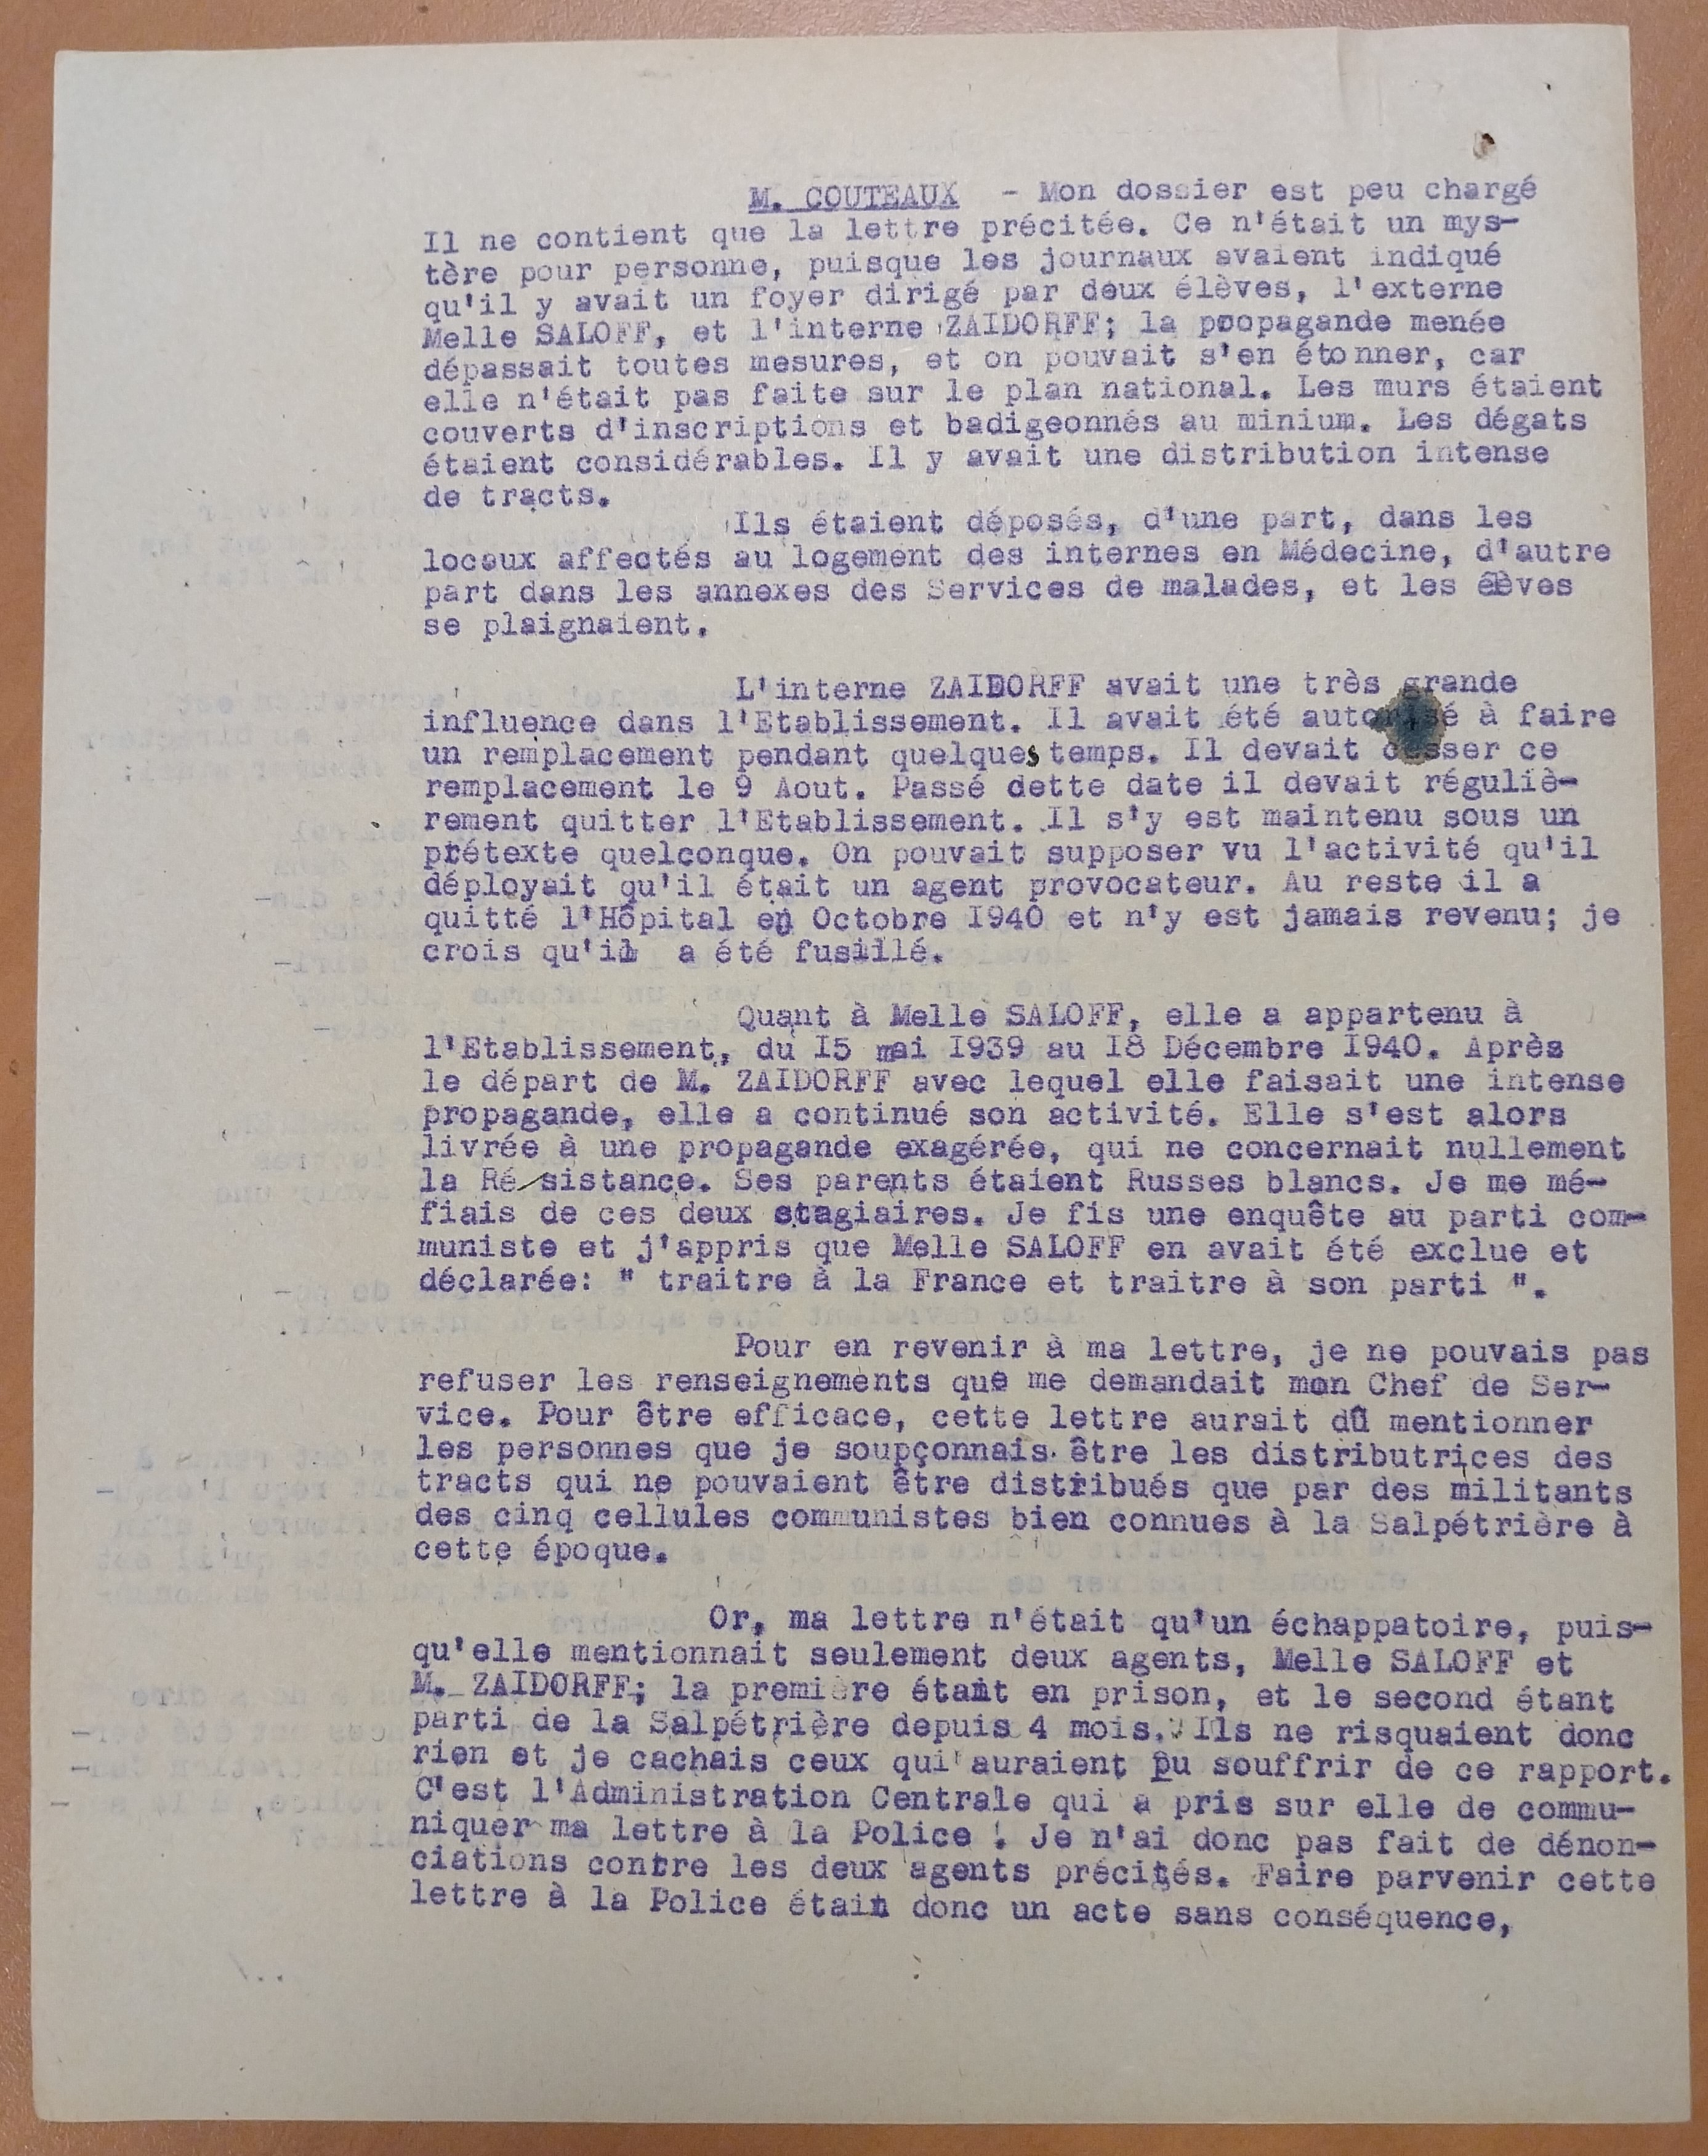 M. COUTEAUX - Mon dossier est peu chargé
Il ne contient que la lettre précitée. Ce n'était un mys-
tère pour personne, puisque les journaux avaient indiqué
qu'il y avait un foyer dirigé par deux élèves, l'externe
Melle SALOFF, et l'interne ZAIDORFF; la propagande menée
dépassait toutes mesures, et on pouvait s'en étonner, car
elle n'était pas faite sur le plan national. Les murs étaient
couverts d'inscriptions et badigeonnés au minium. Les dégats
étaient considérables. Il y avait une distribution intense
de tracts.
Ils étaient déposés, d'une part, dans les
locaux affectés au logement des internes en Médecine, d'autre
part dans les annexes des Services de malades, et les élèves
se plaignaient.
L'interne ZAIDORFF avait une très grande
influence dans l'Etablissement. Il avait été autorisé à faire
un remplacement pendant quelques temps. Il devait cesser ce
remplacement le 9 Aout. Passé dette date il devait réguliè-
rement quitter l'Etablissement. Il s'y est maintenu sous un
prétexte quelconque. On pouvait supposer vu l'activité qu'il
déployait qu'il était un agent provocateur. Au reste il a
quitté l'Hôpital en Octobre 1940 et n'y est jamais revenu; je
crois qu'il a été fusillé.
Quant à Melle SALOFF, elle a appartenu à
l'Etablissement, du 15 mai 1939 au 18 Décembre 1940. Après
le départ de M. ZAIDORFF avec lequel elle faisait une intense
propagande, elle a continué son activité. Elle s'est alors
livrée à une propagande exagérée, qui ne concernait nullement
la Ré sistance. Ses parents étaient Russes blancs. Je me mé-
fiais de ces deux stagiaires. Je fis une enquête au parti com-
muniste et j'appris que Melle SALOFF en avait été exclue et
déclarée: " traitre à la France et traitre à son parti ".
Pour en revenir à ma lettre, je ne pouvais pas
refuser les renseignements que me demandait mon Chef de Ser-
vice. Pour être efficace, cette lettre aurait dû mentionner
les personnes que je soupçonnais être les distributrices des
tracts qui ne pouvaient être distribués que par des militants
des cinq cellules communistes bien connues à la Salpétrière à
cette époque.
Or, ma lettre n'était qu'un échappatoire, puis-
qu'elle mentionnait seulement deux agents, Melle SALOFF et
M. ZAIDORFF; la première étant en prison, et le second étant
parti de la Salpétrière depuis 4 mois. Ils ne risquaient donc
rien et je cachais ceux qui auraient pu souffrir de ce rapport.
C'est l'Administration Centrale qui a pris sur elle de commu-
niquer ma lettre à la Police ! Je n'ai donc pas fait de dénon-
ciations contre les deux agents précités. Faire parvenir cette
lettre à la Police était donc un acte sans conséquence,